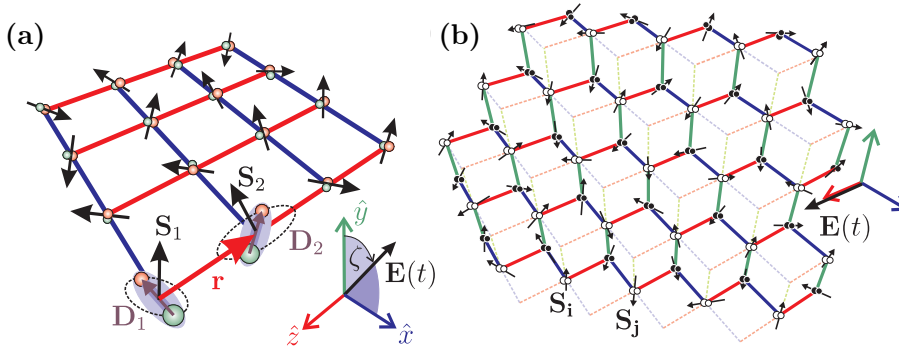 (a)
(b)
S₁
S₂
D₁
D₂
r
ŷ
ζ
E(t)
ẑ
x̂
E(t)
Sᵢ
Sⱼ